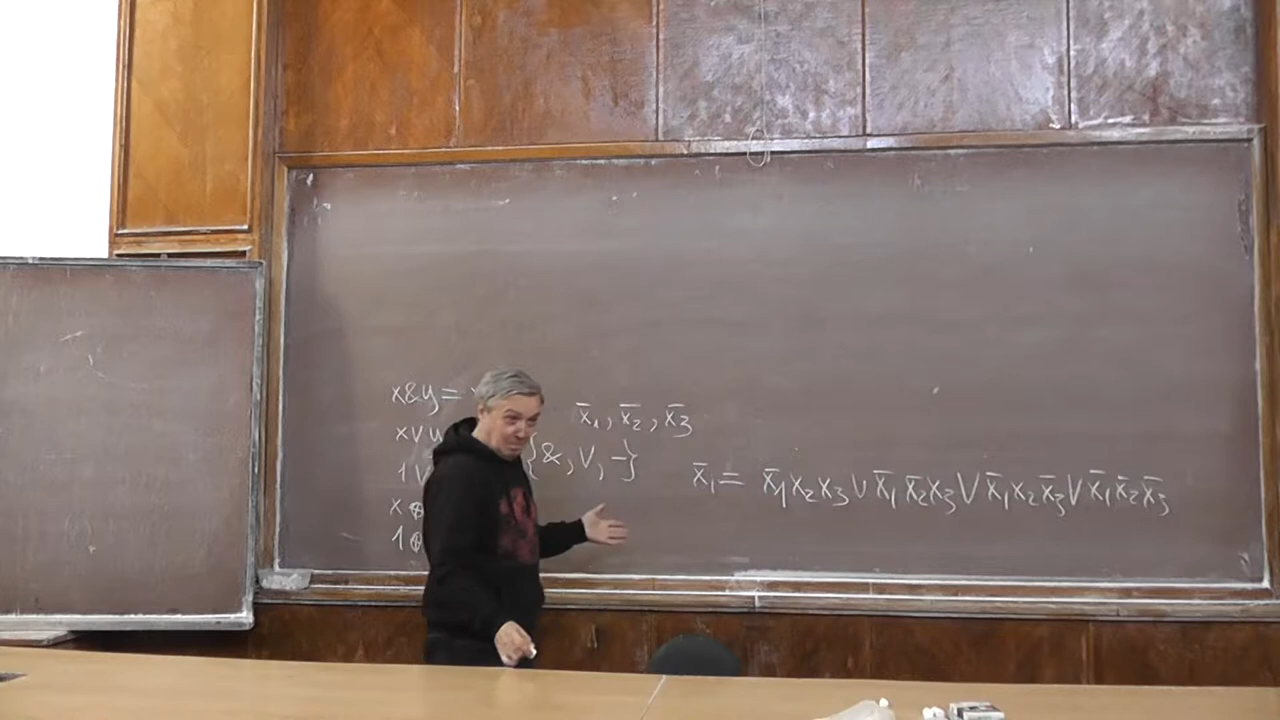 x&y =
x̄₁, x̄₂, x̄₃
x∨
{&, ∨, ‾}
1∨
x̄₁ = x̄₁x₂x₃ ∨ x̄₁x̄₂x₃ ∨ x̄₁x₂x̄₃ ∨ x̄₁x̄₂x̄₃
x⊕
1⊕